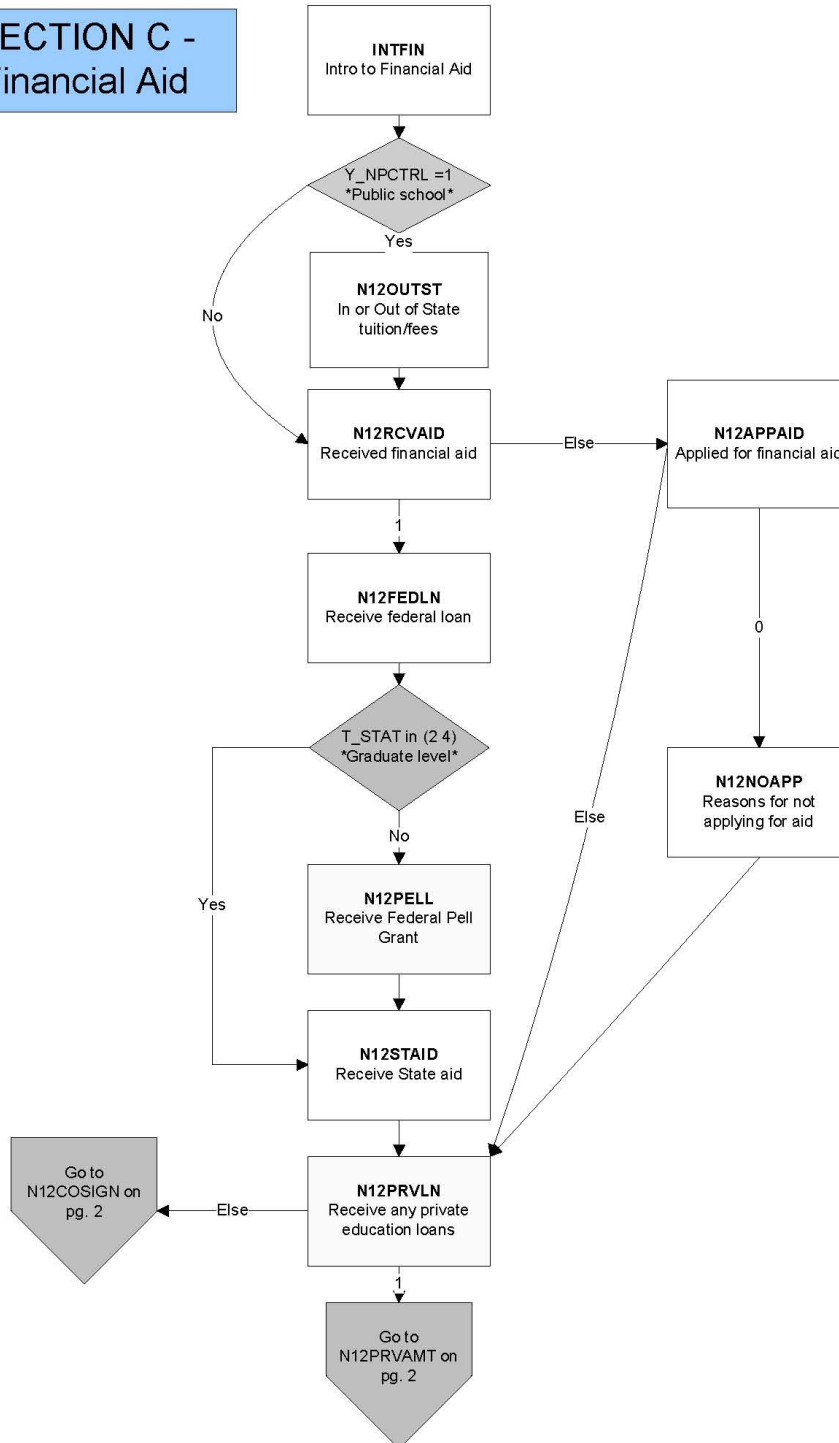 ECTION C -
inancial Aid
INTFIN
Intro to Financial Aid
Y_NPCTRL =1
*Public school*
Yes
No
N12OUTST
In or Out of State
tuition/fees
N12RCVAID
Received financial aid
Else
N12APPAID
Applied for financial aid
1
0
N12FEDLN
Receive federal loan
T_STAT in (2 4)
*Graduate level*
No
Yes
Else
N12NOAPP
Reasons for not
applying for aid
N12PELL
Receive Federal Pell
Grant
N12STAID
Receive State aid
N12PRVLN
Receive any private
education loans
Else
Go to
N12COSIGN on
pg. 2
1
Go to
N12PRVAMT on
pg. 2